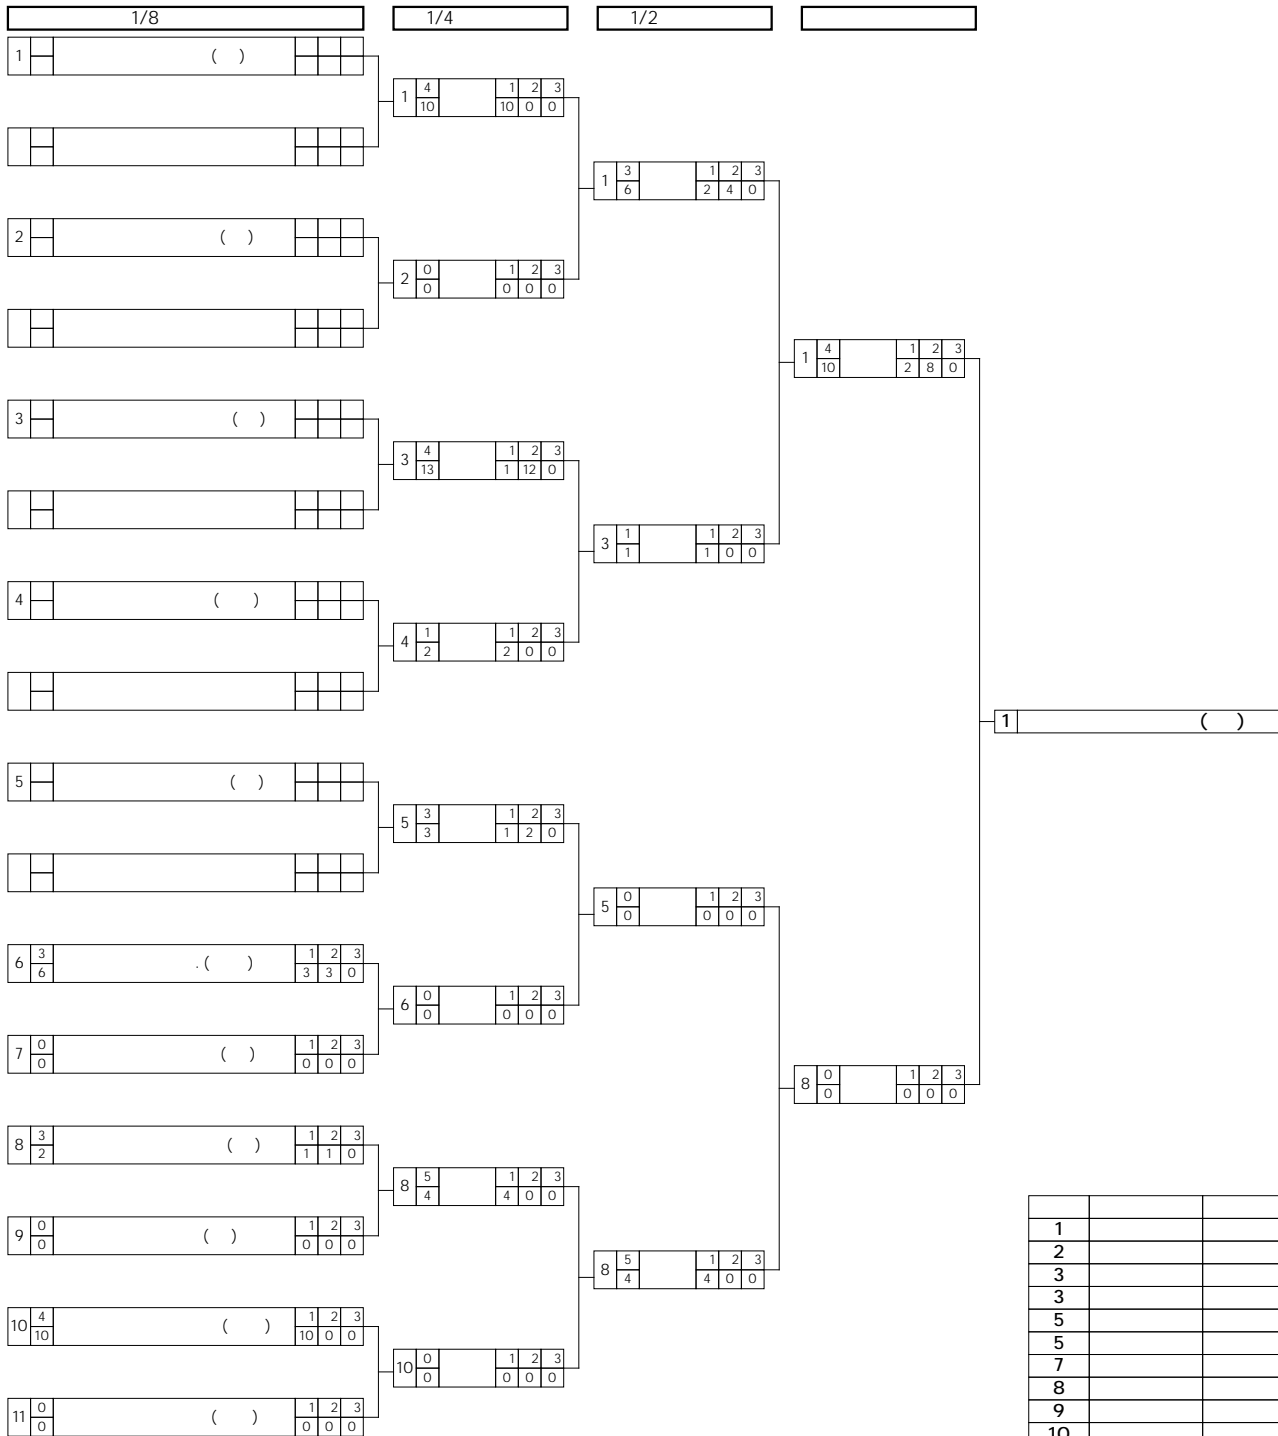 1/8 1/4 1/2
1 ( )
1 4 10 1 2 3 10 0 0
1 3 6 1 2 3 2 4 0
2 ( )
2 0 0 1 2 3 0 0 0
1 4 10 1 2 3 2 8 0
3 ( )
3 4 13 1 2 3 1 12 0
3 1 1 1 2 3 1 0 0
4 ( )
4 1 2 1 2 3 2 0 0
1 ( )
5 ( )
5 3 3 1 2 3 1 2 0
5 0 0 1 2 3 0 0 0
6 3 6 . ( ) 1 2 3 3 3 0
6 0 0 1 2 3 0 0 0
7 0 0 ( ) 1 2 3 0 0 0
8 0 0 1 2 3 0 0 0
8 3 2 ( ) 1 2 3 1 1 0
8 5 4 1 2 3 4 0 0
9 0 0 ( ) 1 2 3 0 0 0
8 5 4 1 2 3 4 0 0
10 4 10 ( ) 1 2 3 10 0 0
10 0 0 1 2 3 0 0 0
11 0 0 ( ) 1 2 3 0 0 0
1
2
3
3
5
5
7
8
9
10